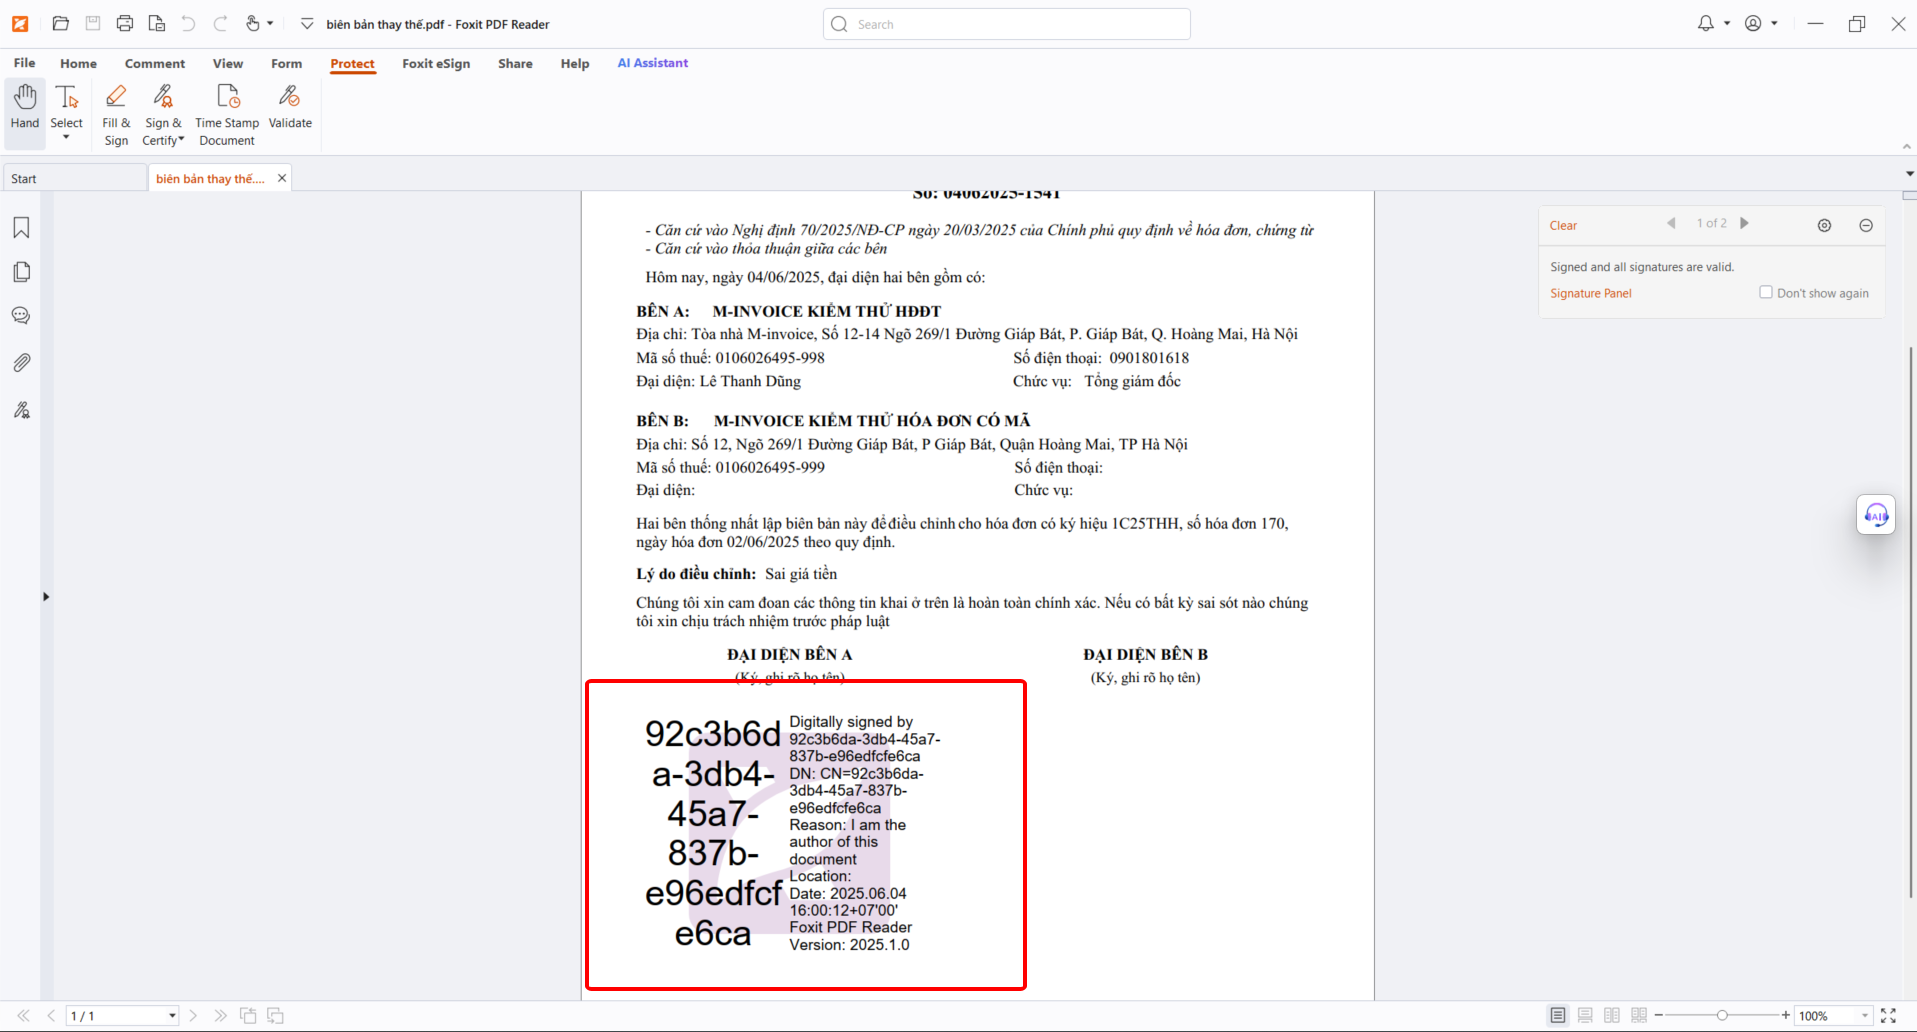 biên bản thay thế.pdf - Foxit PDF Reader
Search
File Home Comment View Form Protect Foxit eSign Share Help AI Assistant
Hand Select Fill & Sign & Time Stamp Validate
Sign Certify Document
Start biên bản thay thế....
Số: 04062025-1541
- Căn cứ vào Nghị định 70/2025/NĐ-CP ngày 20/03/2025 của Chính phủ quy định về hóa đơn, chứng từ
- Căn cứ vào thỏa thuận giữa các bên
Hôm nay, ngày 04/06/2025, đại diện hai bên gồm có:
BÊN A: M-INVOICE KIỂM THỬ HĐĐT
Địa chỉ: Tòa nhà M-invoice, Số 12-14 Ngõ 269/1 Đường Giáp Bát, P. Giáp Bát, Q. Hoàng Mai, Hà Nội
Mã số thuế: 0106026495-998 Số điện thoại: 0901801618
Đại diện: Lê Thanh Dũng Chức vụ: Tổng giám đốc
BÊN B: M-INVOICE KIỂM THỬ HÓA ĐƠN CÓ MÃ
Địa chỉ: Số 12, Ngõ 269/1 Đường Giáp Bát, P Giáp Bát, Quận Hoàng Mai, TP Hà Nội
Mã số thuế: 0106026495-999 Số điện thoại:
Đại diện: Chức vụ:
Hai bên thống nhất lập biên bản này để điều chỉnh cho hóa đơn có ký hiệu 1C25THH, số hóa đơn 170,
ngày hóa đơn 02/06/2025 theo quy định.
Lý do điều chỉnh: Sai giá tiền
Chúng tôi xin cam đoan các thông tin khai ở trên là hoàn toàn chính xác. Nếu có bất kỳ sai sót nào chúng
tôi xin chịu trách nhiệm trước pháp luật
ĐẠI DIỆN BÊN A ĐẠI DIỆN BÊN B
(Ký, ghi rõ họ tên) (Ký, ghi rõ họ tên)
92c3b6d
a-3db4-
45a7-
837b-
e96edfcf
e6ca
Digitally signed by
92c3b6da-3db4-45a7-
837b-e96edfcfe6ca
DN: CN=92c3b6da-
3db4-45a7-837b-
e96edfcfe6ca
Reason: I am the
author of this
document
Location:
Date: 2025.06.04
16:00:12+07'00'
Foxit PDF Reader
Version: 2025.1.0
Clear 1 of 2
Signed and all signatures are valid.
Signature Panel Don't show again
AI
1 / 1 100%